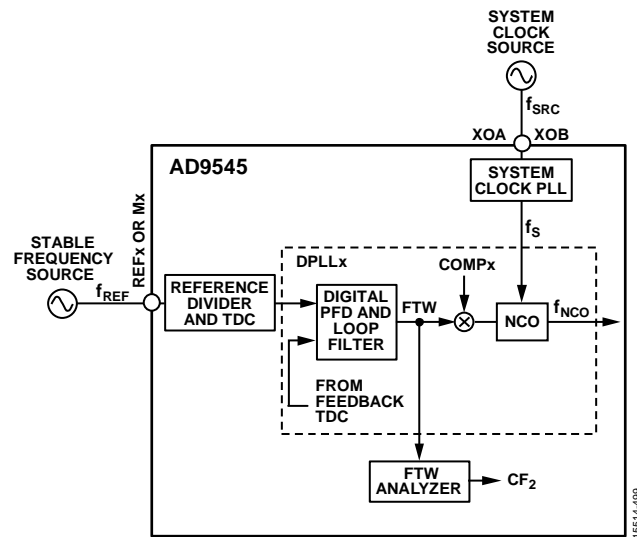 SYSTEM
CLOCK
SOURCE
fSRC
XOA
XOB
AD9545
SYSTEM
CLOCK PLL
REFx OR Mx
STABLE
FREQUENCY
SOURCE
fREF
fS
DPLLx
COMPx
REFERENCE
DIVIDER
AND TDC
DIGITAL
PFD AND
LOOP
FILTER
FTW
NCO
fNCO
FROM
FEEDBACK
TDC
FTW
ANALYZER
CF2
15514-499